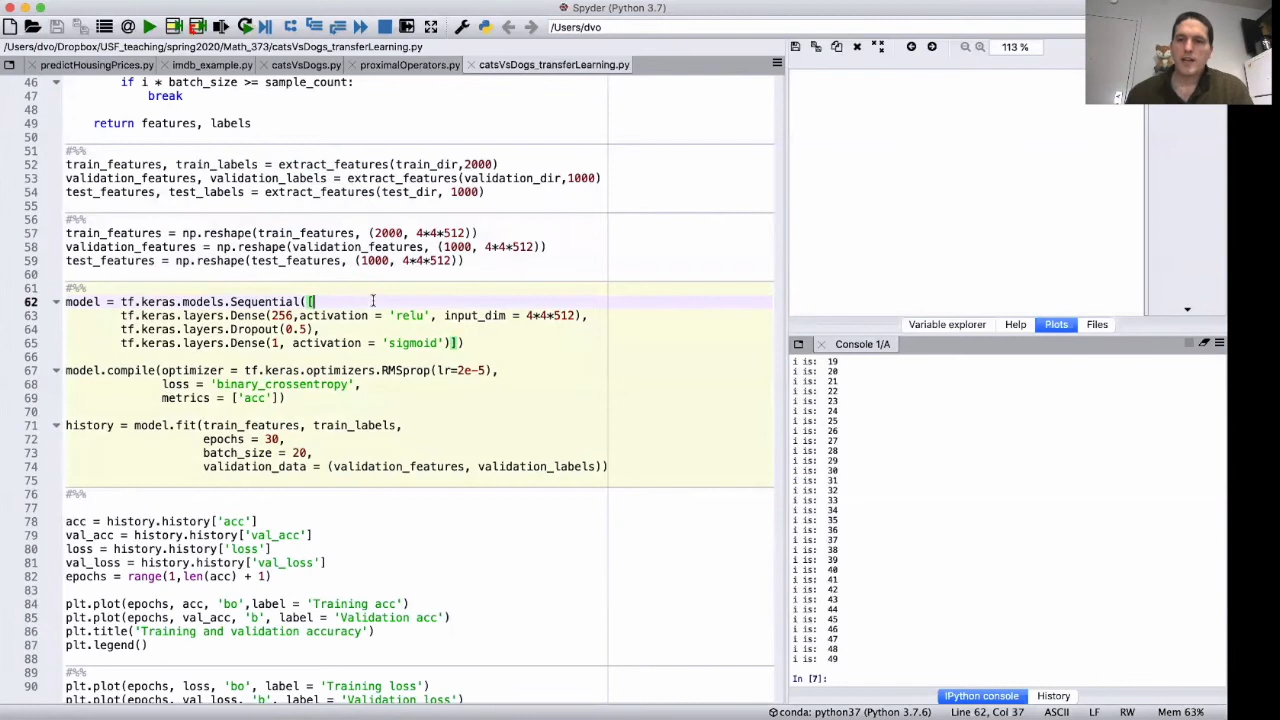 Spyder (Python 3.7)
/Users/dvo
113 %
/Users/dvo/Dropbox/USF_teaching/spring2020/Math_373/catsVsDogs_transferLearning.py
predictHousingPrices.py
imdb_example.py
catsVsDogs.py
proximalOperators.py
catsVsDogs_transferLearning.py
46 if i * batch_size >= sample_count:
47 break
48
49 return features, labels
50
51 #%%
52 train_features, train_labels = extract_features(train_dir,2000)
53 validation_features, validation_labels = extract_features(validation_dir,1000)
54 test_features, test_labels = extract_features(test_dir, 1000)
55
56 #%%
57 train_features = np.reshape(train_features, (2000, 4*4*512))
58 validation_features = np.reshape(validation_features, (1000, 4*4*512))
59 test_features = np.reshape(test_features, (1000, 4*4*512))
60
61 #%%
62 model = tf.keras.models.Sequential([
63 tf.keras.layers.Dense(256,activation = 'relu', input_dim = 4*4*512),
64 tf.keras.layers.Dropout(0.5),
65 tf.keras.layers.Dense(1, activation = 'sigmoid')])
66
67 model.compile(optimizer = tf.keras.optimizers.RMSprop(lr=2e-5),
68 loss = 'binary_crossentropy',
69 metrics = ['acc'])
70
71 history = model.fit(train_features, train_labels,
72 epochs = 30,
73 batch_size = 20,
74 validation_data = (validation_features, validation_labels))
75
76 #%%
77
78 acc = history.history['acc']
79 val_acc = history.history['val_acc']
80 loss = history.history['loss']
81 val_loss = history.history['val_loss']
82 epochs = range(1,len(acc) + 1)
83
84 plt.plot(epochs, acc, 'bo',label = 'Training acc')
85 plt.plot(epochs, val_acc, 'b', label = 'Validation acc')
86 plt.title('Training and validation accuracy')
87 plt.legend()
88
89 #%%
90 plt.plot(epochs, loss, 'bo', label = 'Training loss')
plt.plot(epochs, val_loss, 'b', label = 'Validation loss')
Variable explorer
Help
Plots
Files
Console 1/A
i is: 19
i is: 20
i is: 21
i is: 22
i is: 23
i is: 24
i is: 25
i is: 26
i is: 27
i is: 28
i is: 29
i is: 30
i is: 31
i is: 32
i is: 33
i is: 34
i is: 35
i is: 36
i is: 37
i is: 38
i is: 39
i is: 40
i is: 41
i is: 42
i is: 43
i is: 44
i is: 45
i is: 46
i is: 47
i is: 48
i is: 49
In [7]:
IPython console
History
conda: python37 (Python 3.7.6)
Line 62, Col 37
ASCII
LF
RW
Mem 63%